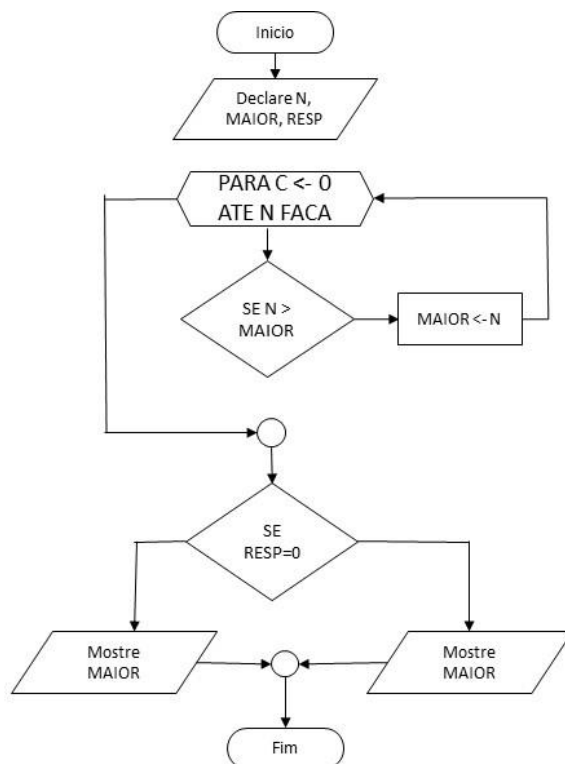 Inicio
Declare N,
MAIOR, RESP
PARA C <- 0
ATE N FACA
SE N >
MAIOR
MAIOR <- N
SE
RESP=0
Mostre
MAIOR
Mostre
MAIOR
Fim